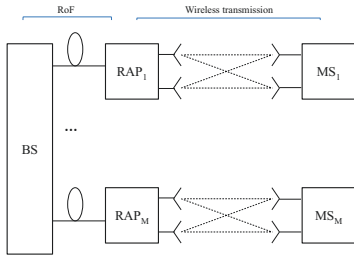 RoF
Wireless transmission
RAP₁
MS₁
...
BS
RAP_M
MS_M